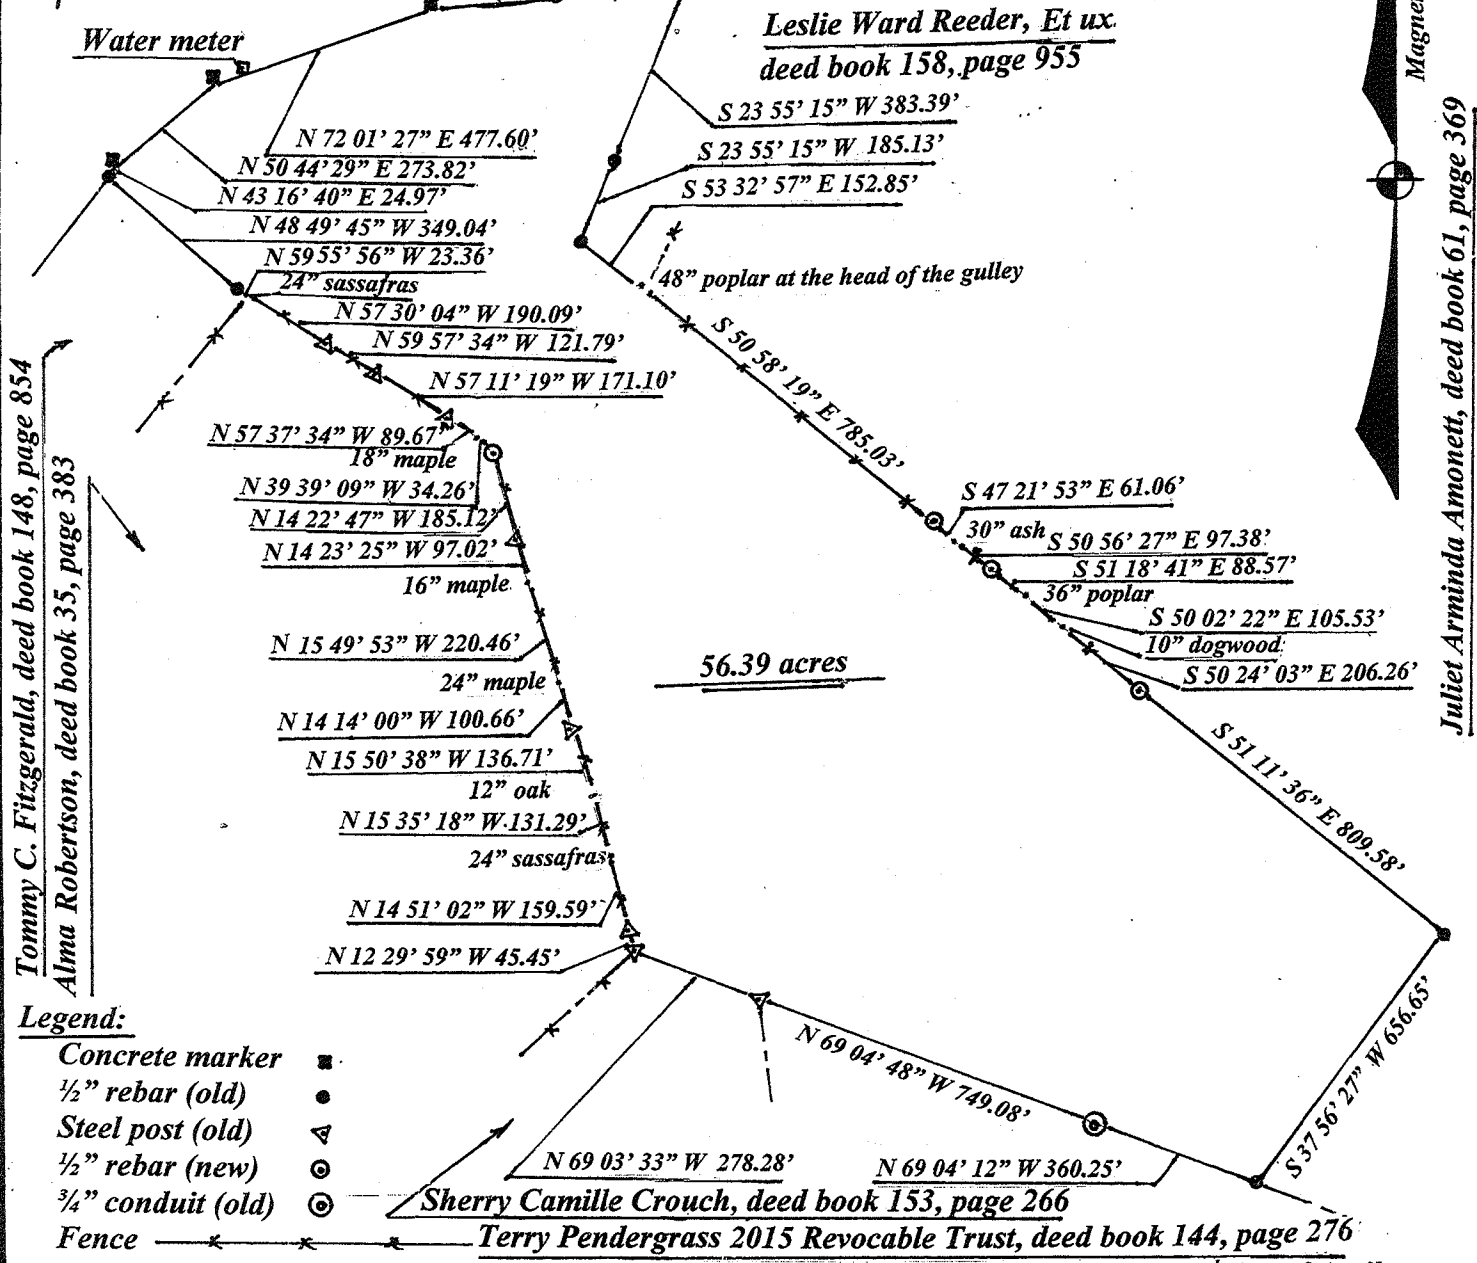 Leslie Ward Reeder, Et ux.
deed book 158, page 955
Water meter
S 23 55' 15" W 383.39'
N 72 01' 27" E 477.60'
S 23 55' 15" W 185.13'
N 50 44' 29" E 273.82'
S 53 32' 57" E 152.85'
N 43 16' 40" E 24.97'
N 48 49' 45" W 349.04'
N 59 55' 56" W 23.36'
24" sassafras
48" poplar at the head of the gulley
N 57 30' 04" W 190.09'
N 59 57' 34" W 121.79'
N 57 11' 19" W 171.10'
S 50 58' 19" E 785.03'
N 57 37' 34" W 89.67'
18" maple
N 39 39' 09" W 34.26'
N 14 22' 47" W 185.12'
N 14 23' 25" W 97.02'
16" maple
S 47 21' 53" E 61.06'
30" ash
S 50 56' 27" E 97.38'
S 51 18' 41" E 88.57'
36" poplar
S 50 02' 22" E 105.53'
10" dogwood
S 50 24' 03" E 206.26'
N 15 49' 53" W 220.46'
24" maple
56.39 acres
N 14 14' 00" W 100.66'
N 15 50' 38" W 136.71'
12" oak
N 15 35' 18" W 131.29'
24" sassafras
S 51 11' 36" E 809.58'
N 14 51' 02" W 159.59'
N 12 29' 59" W 45.45'
S 37 56' 27" W 656.65'
N 69 04' 48" W 749.08'
N 69 03' 33" W 278.28'
N 69 04' 12" W 360.25'
Tommy C. Fitzgerald, deed book 148, page 854
Alma Robertson, deed book 35, page 383
Juliet Arminda Amonett, deed book 61, page 369
Legend:
Concrete marker
½" rebar (old)
Steel post (old)
½" rebar (new)
¾" conduit (old)
Fence
Sherry Camille Crouch, deed book 153, page 266
Terry Pendergrass 2015 Revocable Trust, deed book 144, page 276